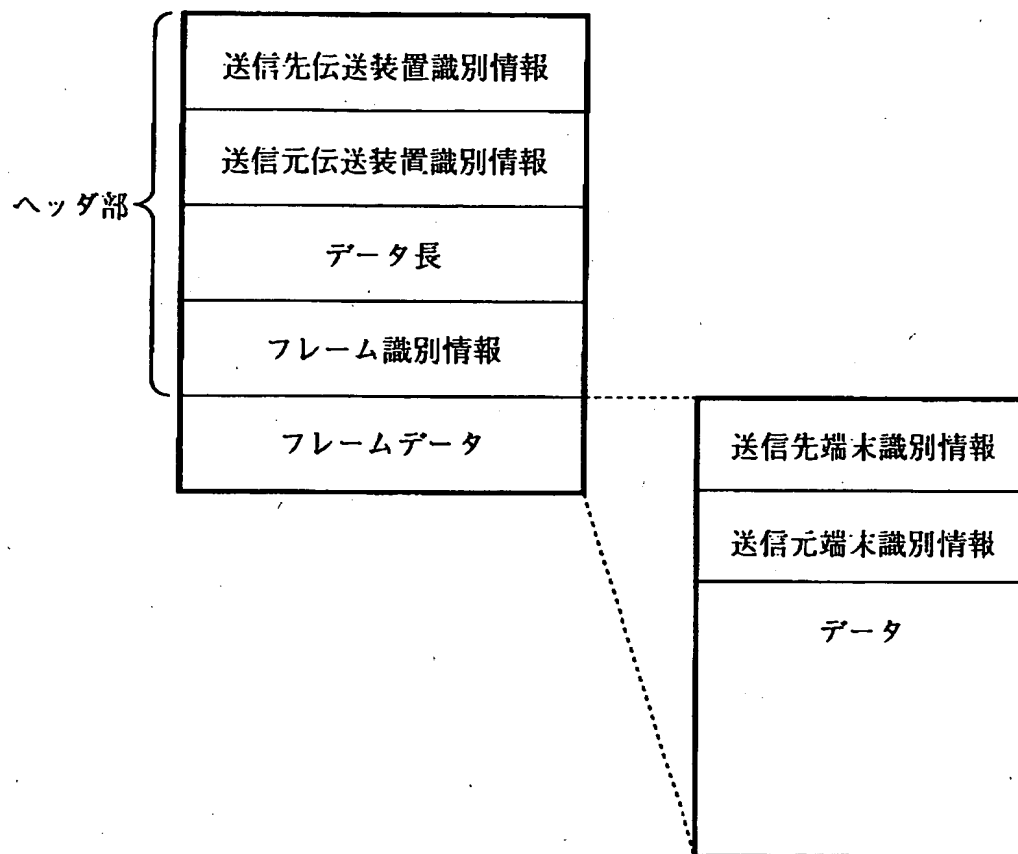 送信先伝送装置識別情報
送信元伝送装置識別情報
ヘッダ部
データ長
フレーム識別情報
フレームデータ
送信先端末識別情報
送信元端末識別情報
データ